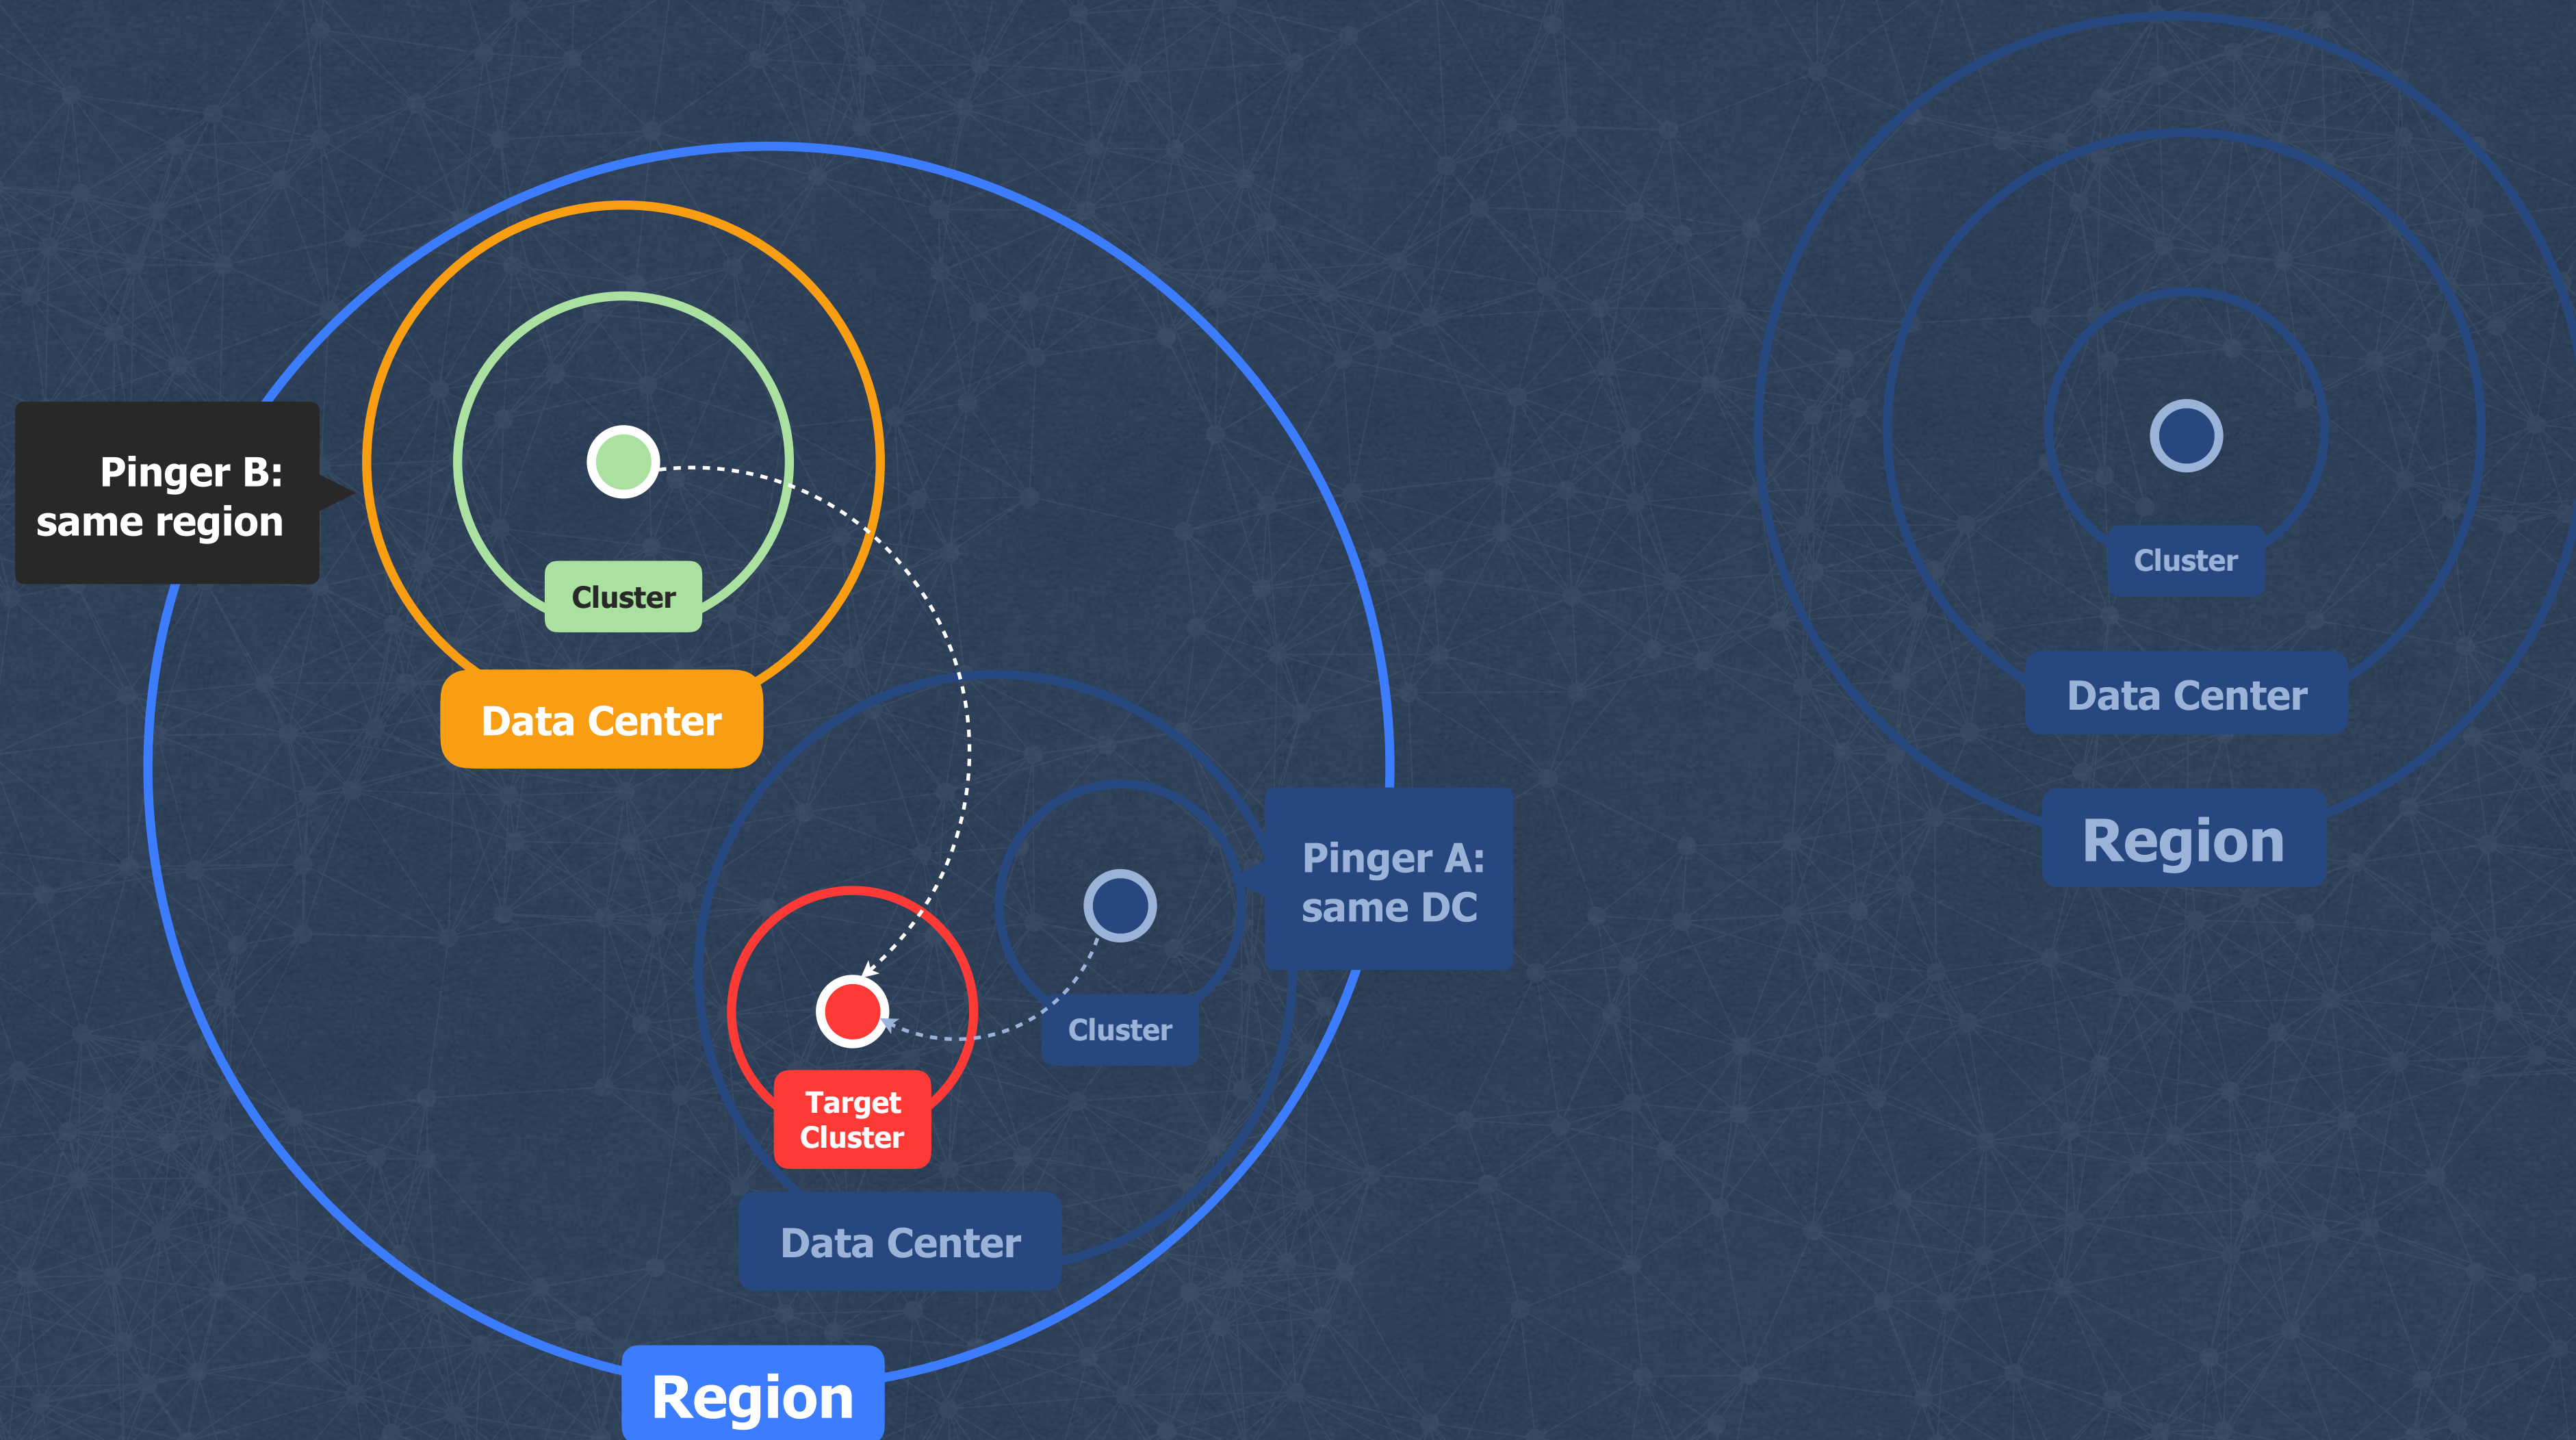 Pinger B:
same region
Cluster
Data Center
Pinger A:
same DC
Cluster
Target
Cluster
Data Center
Region
Cluster
Data Center
Region